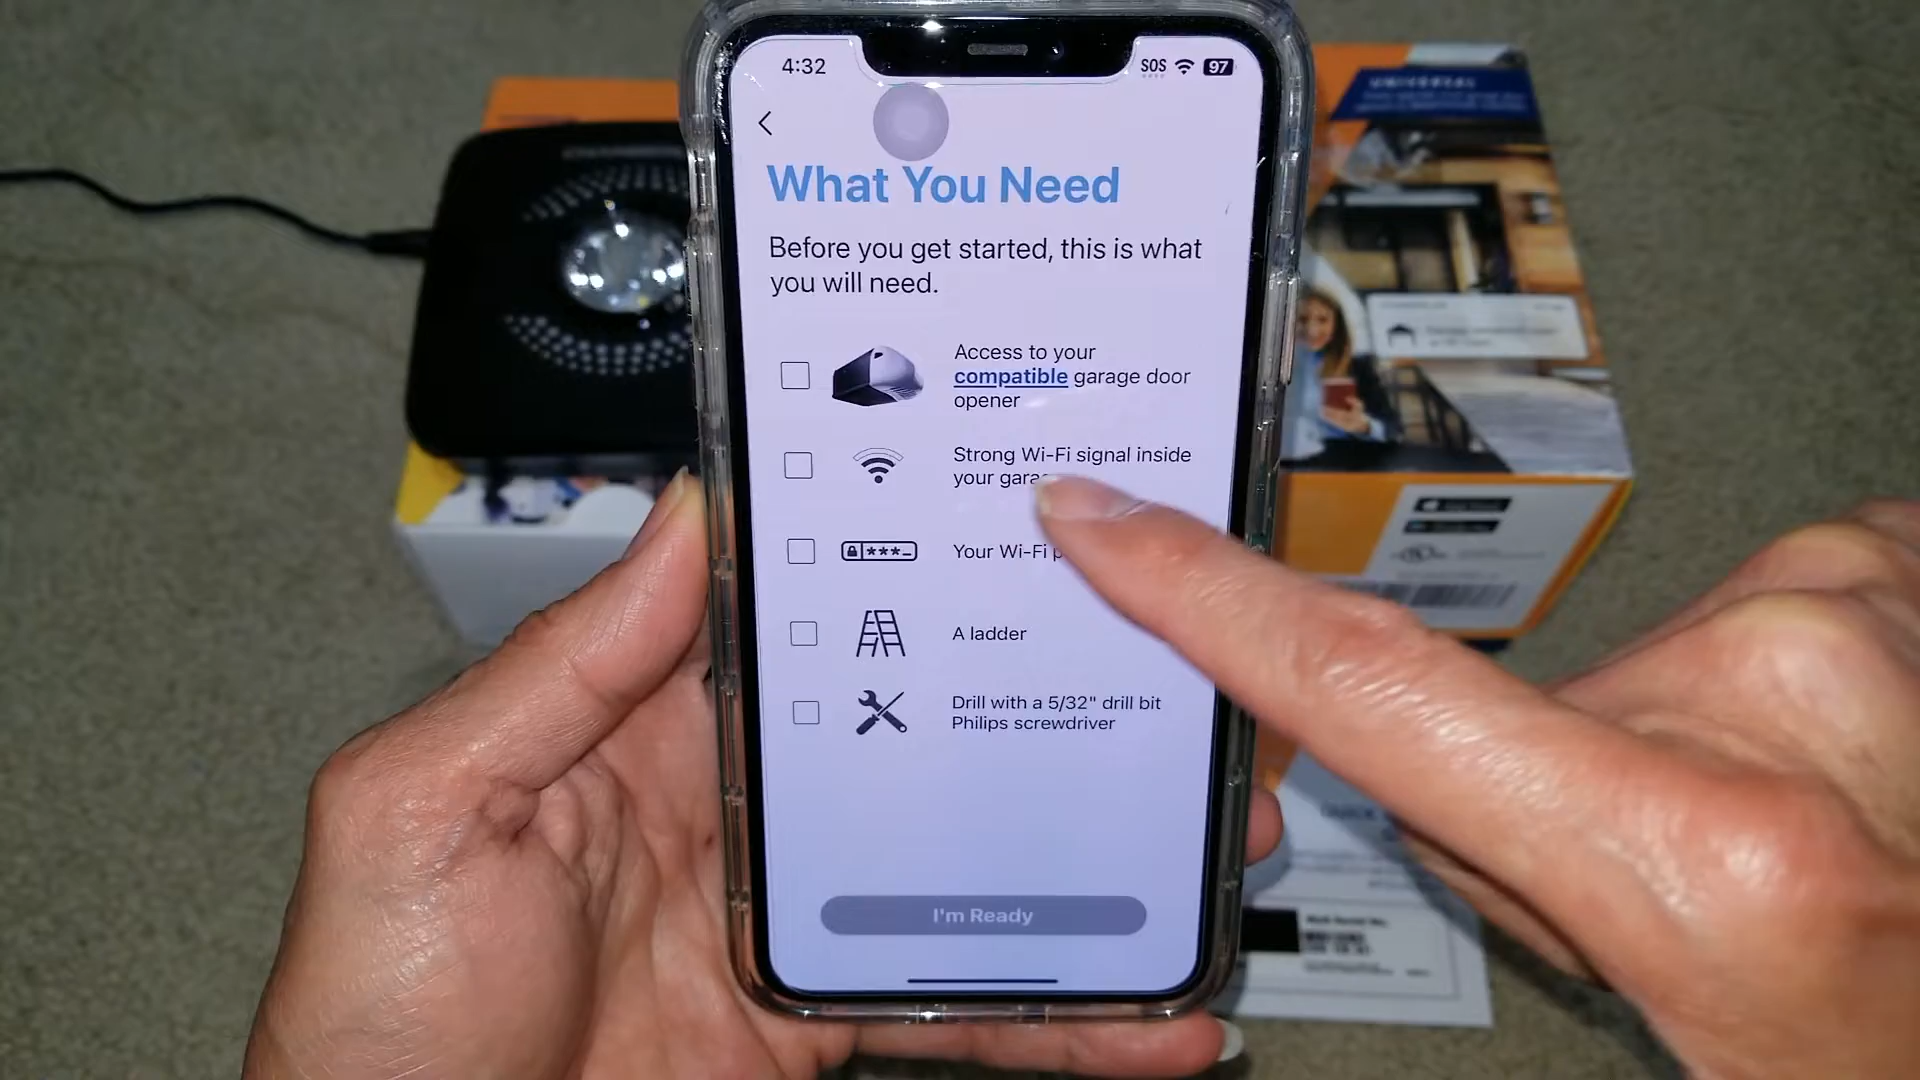 4:32
SOS
97
What You Need
Before you get started, this is what
you will need.
Access to your
compatible garage door
opener
Strong Wi-Fi signal inside
your
***_
Your Wi-Fi
A ladder
Drill with a 5/32" drill bit
Philips screwdriver
I'm Ready
UNIVERSAL